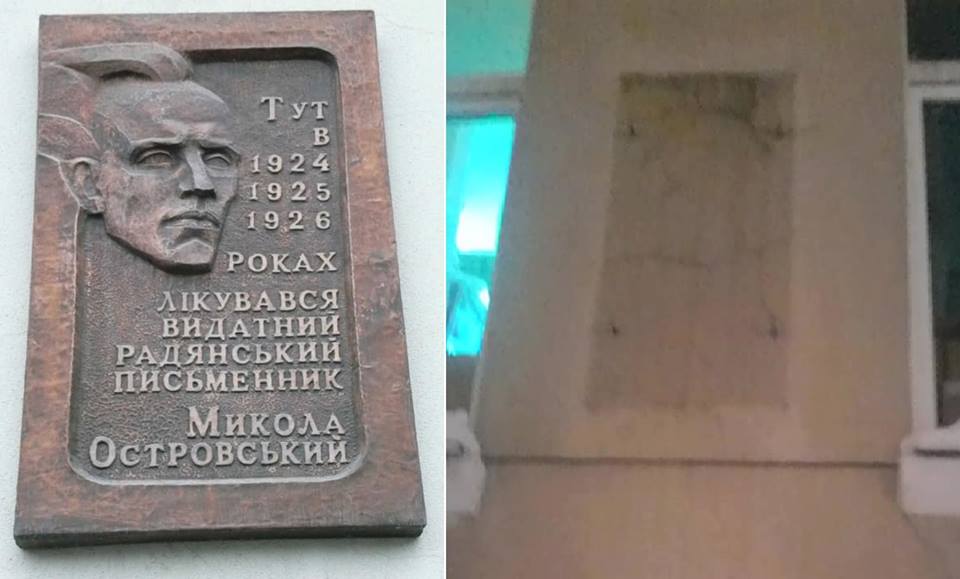 Тут
в
1924
1925
1926
роках
лікувався
видатний
радянський
письменник
Микола
Островський